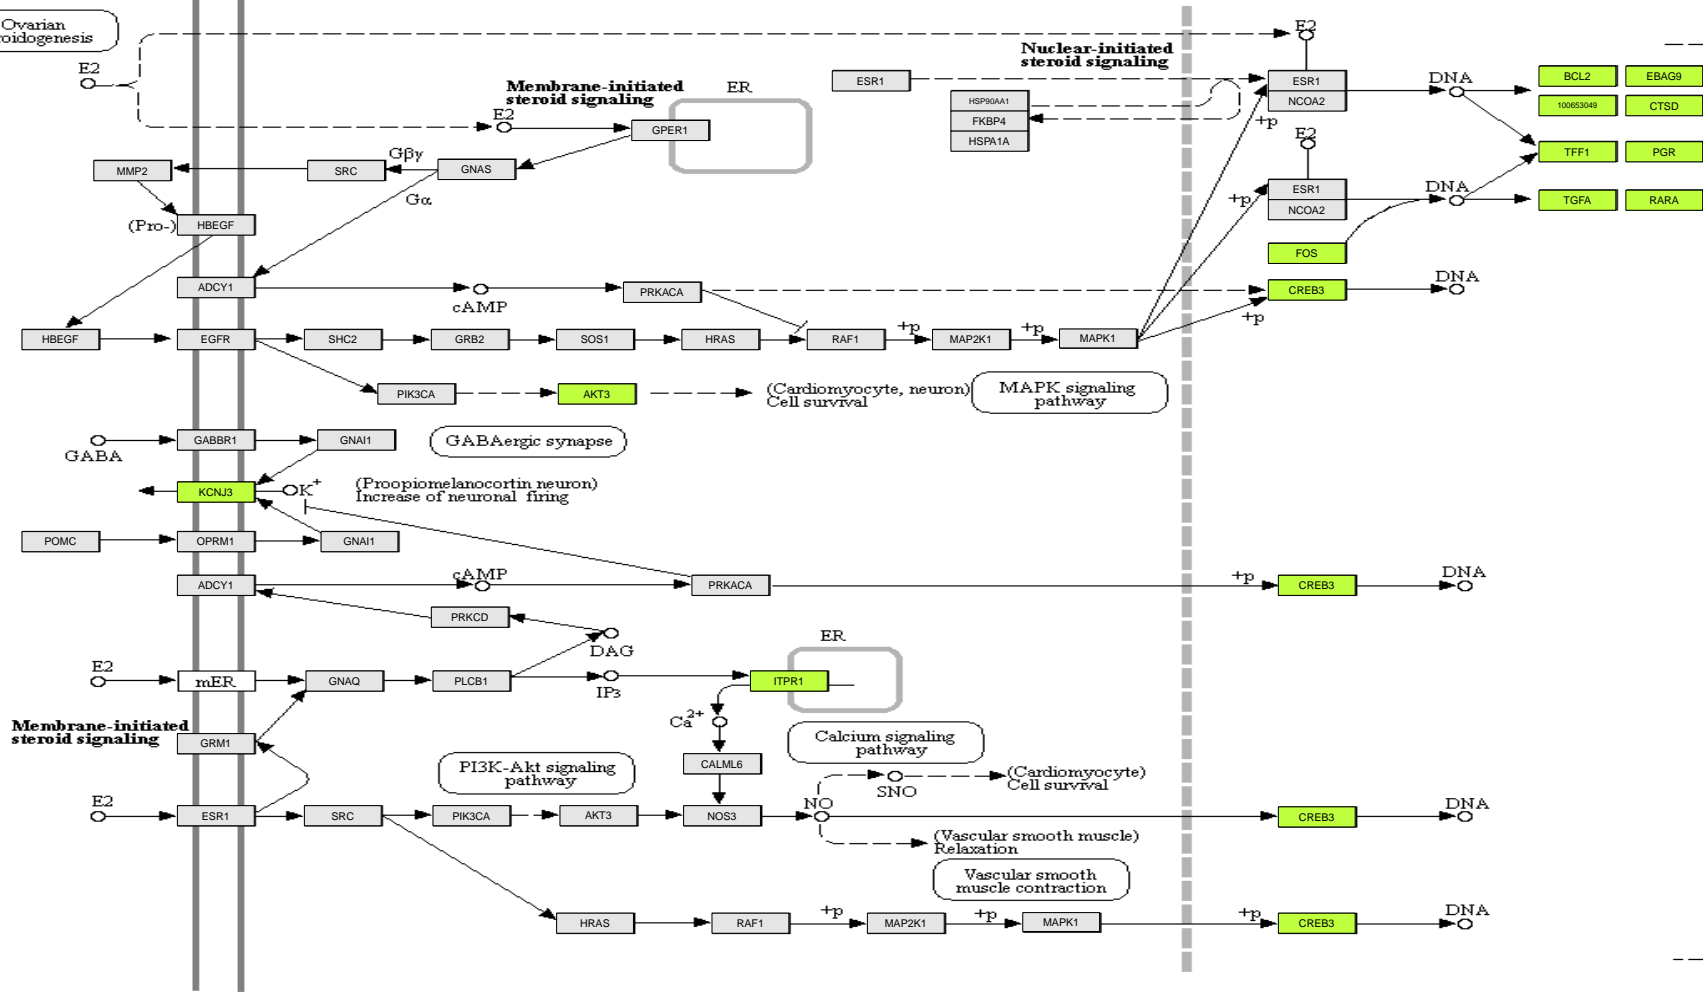 Ovarian
roidogenesis
E2
E2
Nuclear-initiated
steroid signaling
Membrane-initiated
steroid signaling
ER
ESR1
ESR1
NCOA2
DNA
BCL2
EBAG9
HSP90AA1
FKBP4
HSPA1A
100653049
CTSD
E2
GPER1
+p
E2
TFF1
PGR
MMP2
SRC
Gβγ
GNAS
Gα
ESR1
NCOA2
+p
DNA
TGFA
RARA
(Pro-)
HBEGF
FOS
ADCY1
cAMP
PRKACA
CREB3
DNA
+p
HBEGF
EGFR
SHC2
GRB2
SOS1
HRAS
RAF1
+p
MAP2K1
+p
MAPK1
PIK3CA
AKT3
(Cardiomyocyte, neuron)
Cell survival
MAPK signaling
pathway
GABA
GABBR1
GNAI1
GABAergic synapse
KCNJ3
K+
(Proopiomelanocortin neuron)
Increase of neuronal firing
POMC
OPRM1
GNAI1
ADCY1
cAMP
PRKACA
+p
CREB3
DNA
PRKCD
DAG
ER
E2
mER
GNAQ
PLCB1
IP3
ITPR1
Ca2+
Membrane-initiated
steroid signaling
GRM1
Calcium signaling
pathway
PI3K-Akt signaling
pathway
CALML6
(Cardiomyocyte)
Cell survival
SNO
E2
ESR1
SRC
PIK3CA
AKT3
NOS3
NO
CREB3
DNA
(Vascular smooth muscle)
Relaxation
Vascular smooth
muscle contraction
HRAS
RAF1
+p
MAP2K1
+p
MAPK1
+p
CREB3
DNA